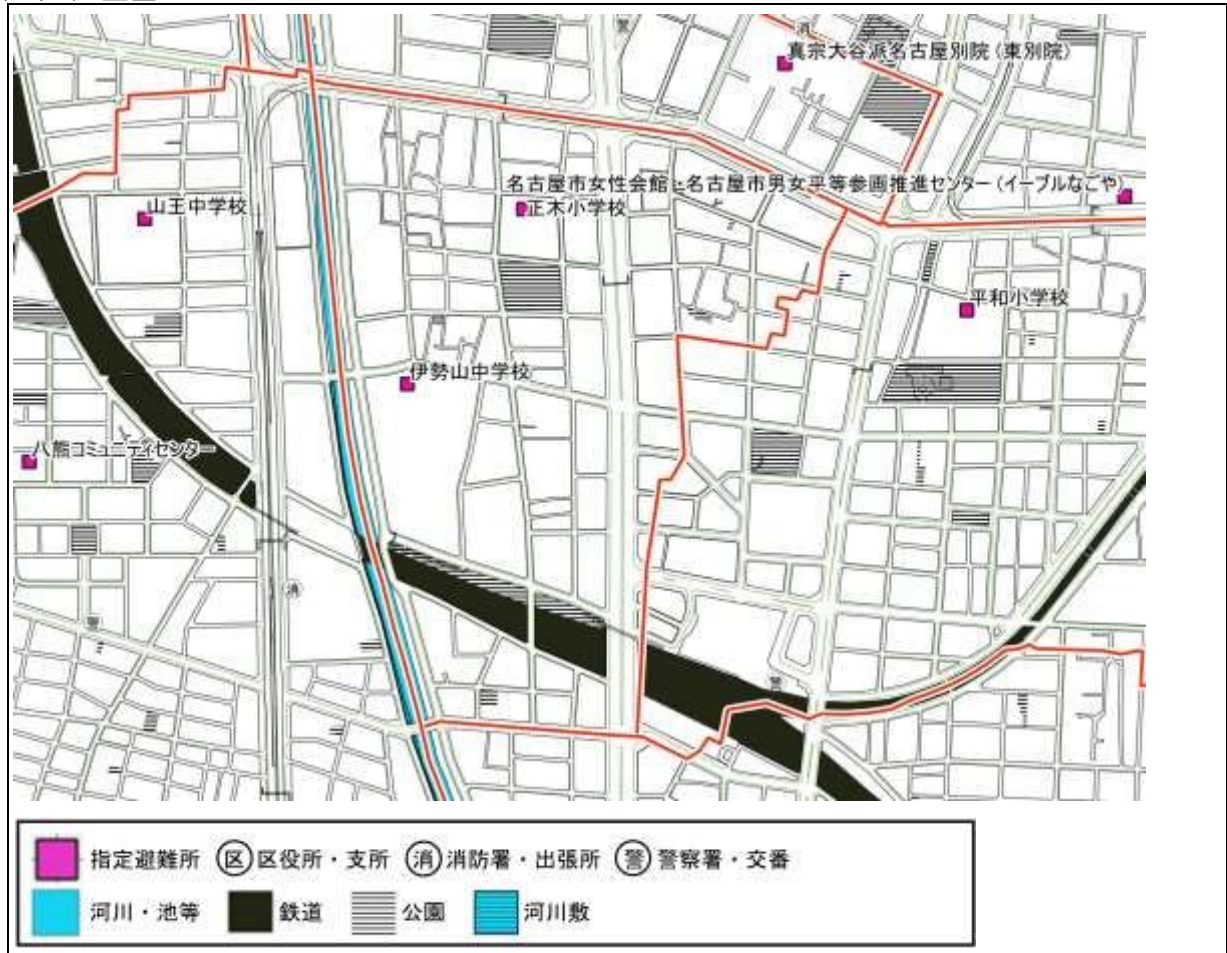 消
警
真宗大谷派名古屋別院(東別院)
名古屋市女性会館・名古屋市男女平等参画推進センター(イーブルなごや)
山王中学校
正木小学校
平和小学校
伊勢山中学校
八熊コミュニティセンター
消
警
警
指定避難所 区 区役所・支所 消 消防署・出張所 警 警察署・交番
河川・池等 鉄道 公園 河川敷